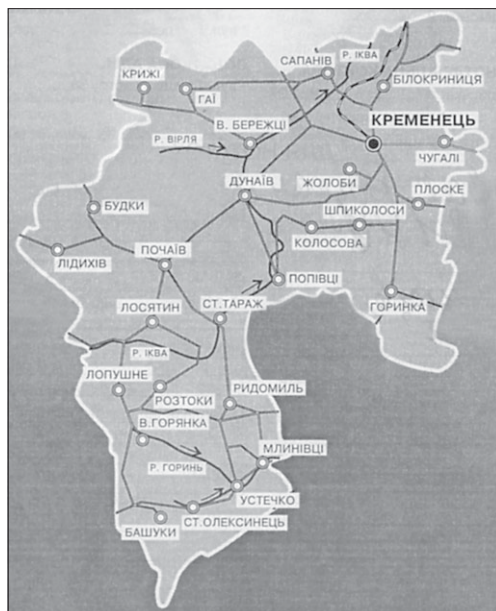 САПАНІВ
Р. ІКВА
КРИЖІ
ГАЇ
БІЛОКРИНИЦЯ
В. БЕРЕЖЦІ
КРЕМЕНЕЦЬ
Р. ВІРЛЯ
ЧУГАЛІ
ЖОЛОБИ
ДУНАЇВ
ПЛОСКЕ
БУДКИ
ШПИКОЛОСИ
КОЛОСОВА
ПОЧАЇВ
ЛІДИХІВ
ПОПІВЦІ
ЛОСЯТИН
СТ.ТАРАЖ
ГОРИНКА
Р. ІКВА
ЛОПУШНЕ
РИДОМИЛЬ
РОЗТОКИ
В.ГОРЯНКА
МЛИНІВЦІ
Р. ГОРИНЬ
УСТЕЧКО
СТ.ОЛЕКСИНЕЦЬ
БАШУКИ